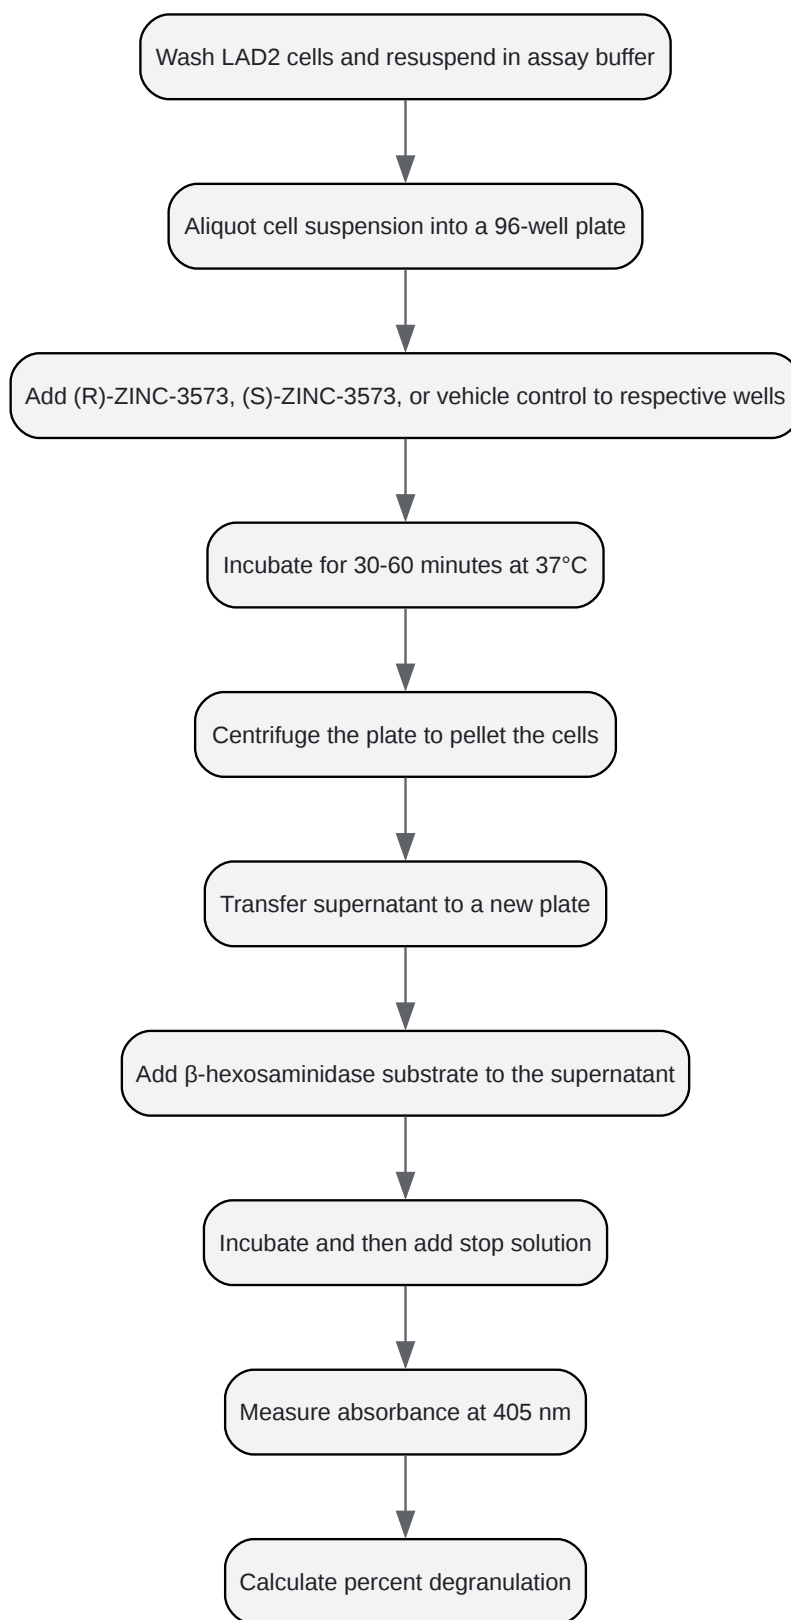 Wash LAD2 cells and resuspend in assay buffer
Aliquot cell suspension into a 96-well plate
Add (R)-ZINC-3573, (S)-ZINC-3573, or vehicle control to respective wells
Incubate for 30-60 minutes at 37°C
Centrifuge the plate to pellet the cells
Transfer supernatant to a new plate
Add β-hexosaminidase substrate to the supernatant
Incubate and then add stop solution
Measure absorbance at 405 nm
Calculate percent degranulation